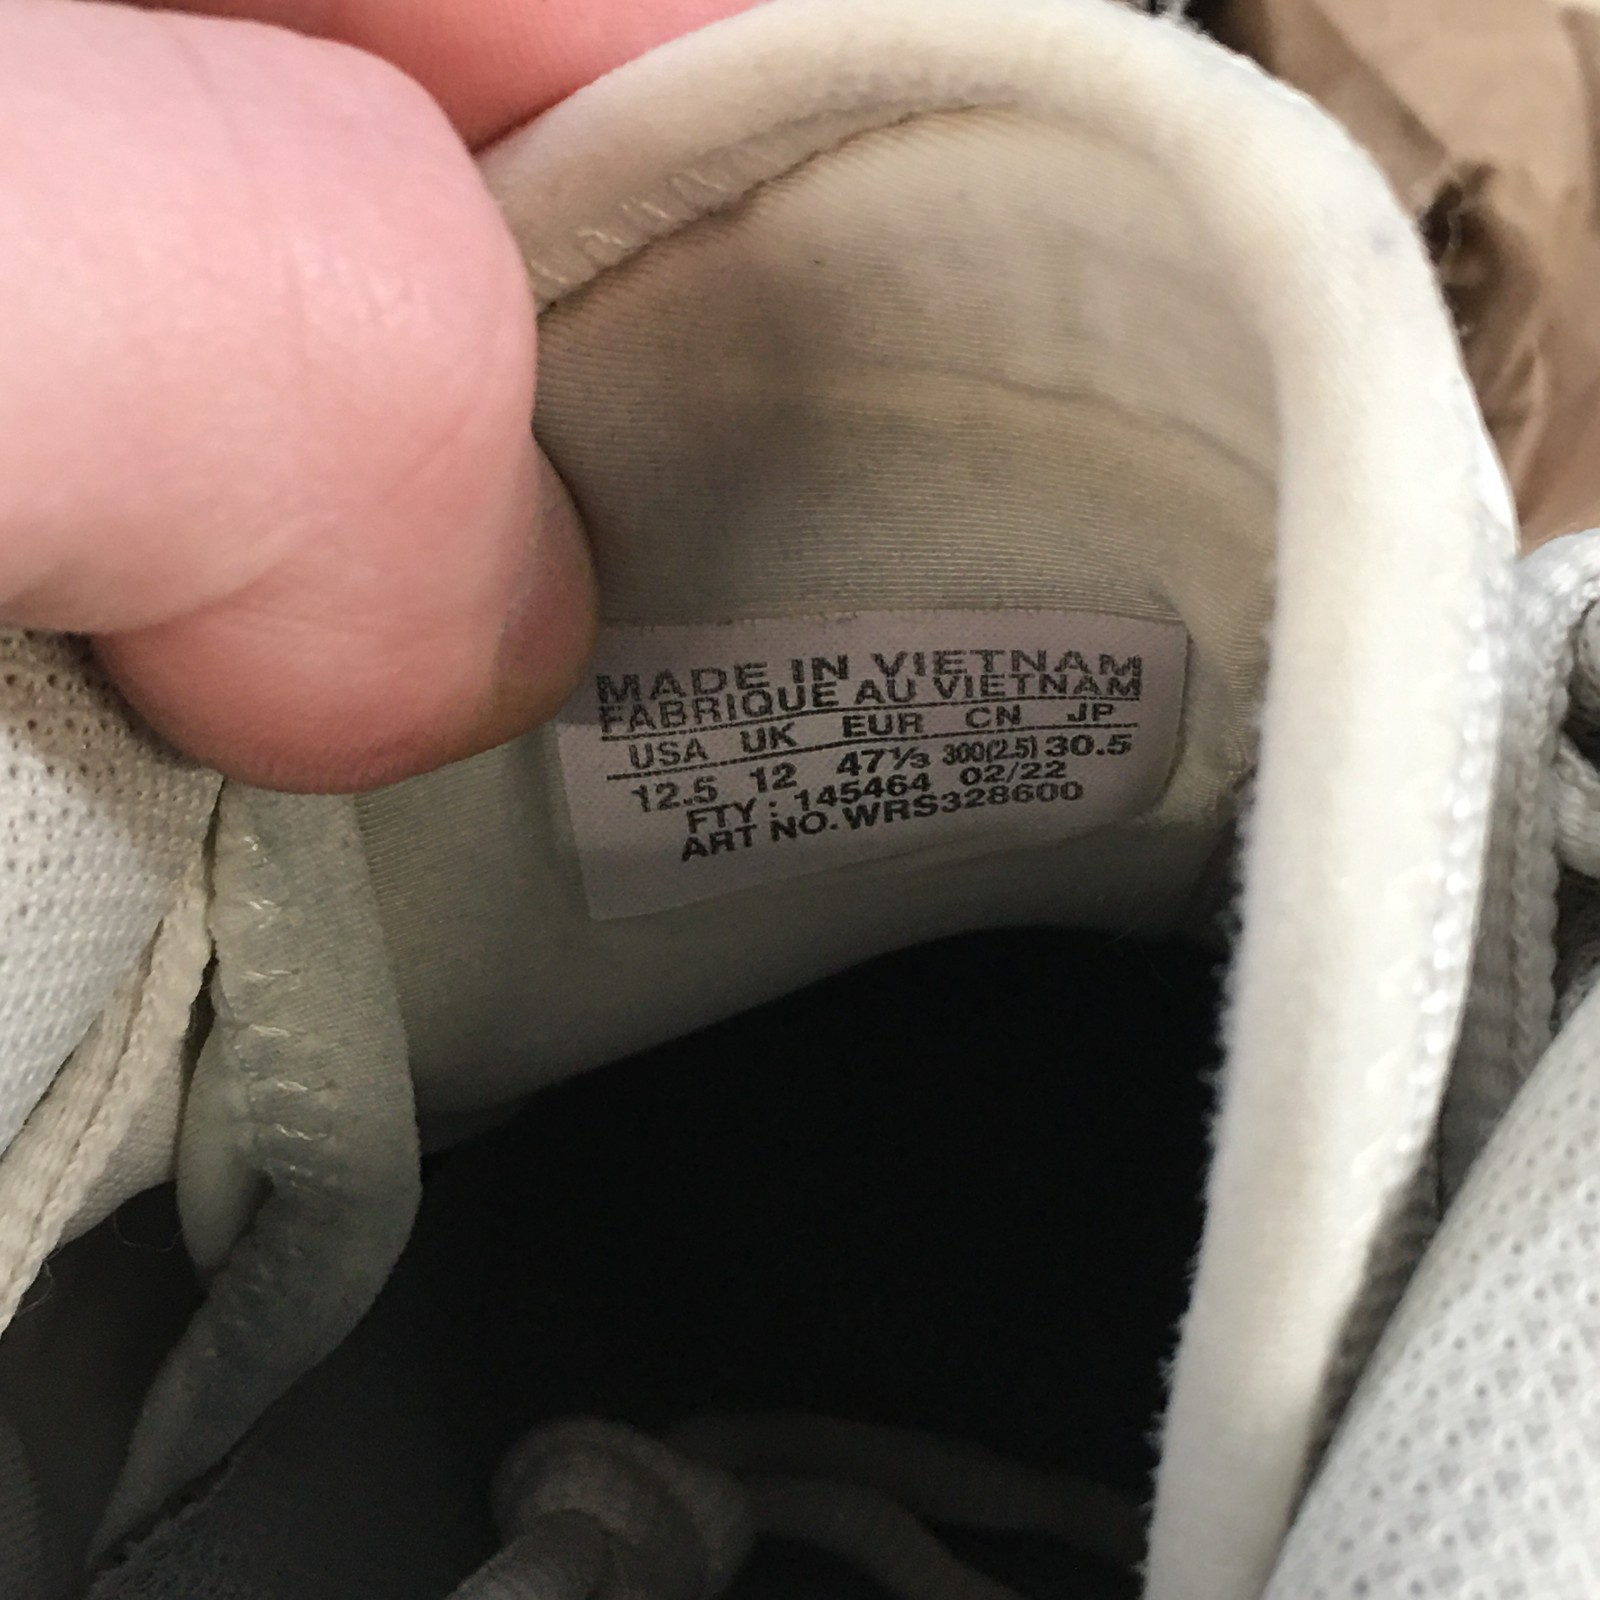 MADE IN VIETNAM
FABRIQUE AU VIETNAM
USA UK EUR CN JP
12.5 12 47⅓ 300(2.5) 30.5
FTY : 145464 02/22
ART NO. WRS328600